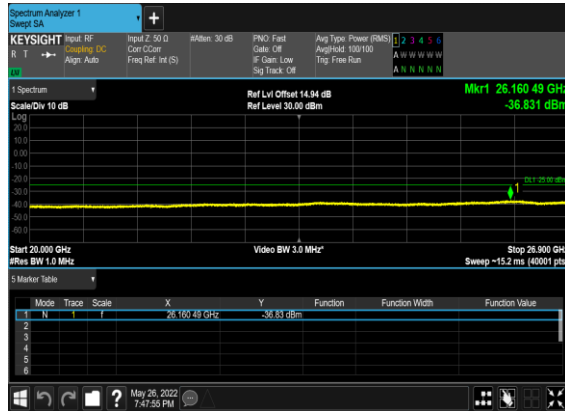 Spectrum Analyzer 1
Swept SA
+
KEYSIGHT Input: RF Input Z: 50 Ω #Atten: 30 dB PNO: Fast Avg Type: Power (RMS) 1 2 3 4 5 6
R T Coupling: DC Corr CCorr Gate: Off Avg|Hold: 100/100 A W W W W W
Align: Auto Freq Ref: Int (S) IF Gain: Low Trig: Free Run
Sig Track: Off A N N N N N
1 Spectrum Ref Lvl Offset 14.94 dB Mkr1 26.160 49 GHz
Scale/Div 10 dB Ref Level 30.00 dBm -36.831 dBm
Log
20.0
10.0
0.00
-10.0
-20.0
DL1 -25.00 dBm
-30.0
1
-40.0
-50.0
-60.0
Start 20.000 GHz Video BW 3.0 MHz* Stop 26.900 GHz
#Res BW 1.0 MHz Sweep ~15.2 ms (40001 pts)
5 Marker Table
Mode Trace Scale X Y Function Function Width Function Value
1 N 1 f 26.160 49 GHz -36.83 dBm
2
3
4
5
6
? May 26, 2022
7:47:55 PM